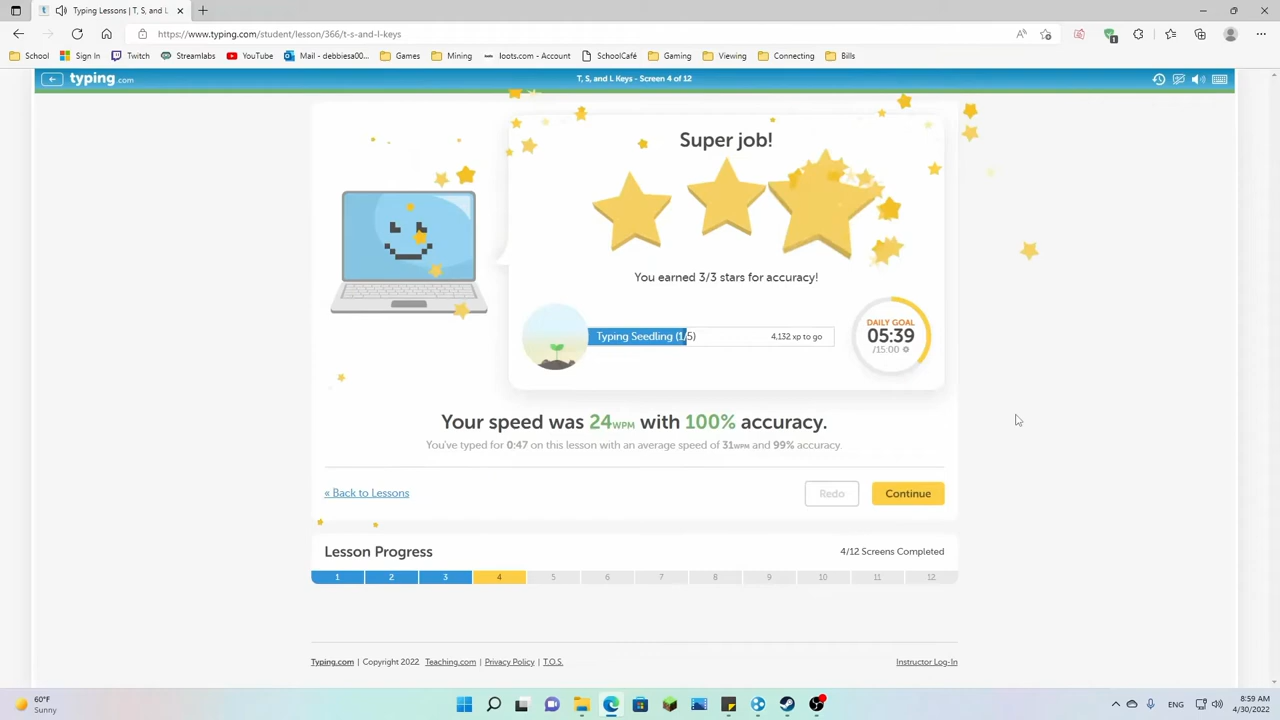 Typing Lessons | T, S, and L K
https://www.typing.com/student/lesson/366/t-s-and-l-keys
School
Sign In
Twitch
Streamlabs
YouTube
Mail - debbiesa00...
Games
Mining
loots.com - Account
SchoolCafé
Gaming
Viewing
Connecting
Bills
typing.com
T, S, and L Keys - Screen 4 of 12
Super job!
You earned 3/3 stars for accuracy!
Typing Seedling (1/5)
4,132 xp to go
DAILY GOAL
05:39
/15:00
Your speed was 24WPM with 100% accuracy.
You've typed for 0:47 on this lesson with an average speed of 31WPM and 99% accuracy.
« Back to Lessons
Redo
Continue
Lesson Progress
4/12 Screens Completed
1 2 3 4 5 6 7 8 9 10 11 12
Typing.com | Copyright 2022 Teaching.com | Privacy Policy | T.O.S.
Instructor Log-In
60°F
Sunny
ENG
8:59 AM
4/30/2022